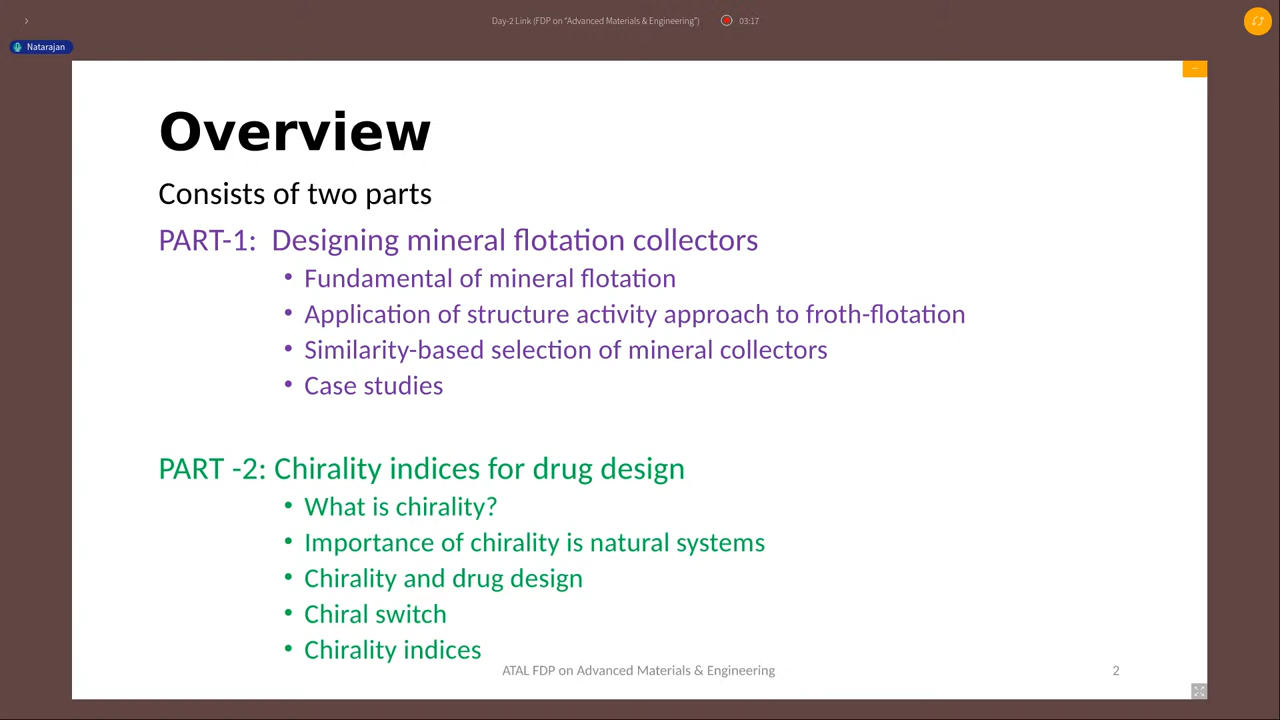 Day-2 Link (FDP on "Advanced Materials & Engineering")
03:17
Natarajan
Overview
Consists of two parts
PART-1: Designing mineral flotation collectors
• Fundamental of mineral flotation
• Application of structure activity approach to froth-flotation
• Similarity-based selection of mineral collectors
• Case studies
PART -2: Chirality indices for drug design
• What is chirality?
• Importance of chirality is natural systems
• Chirality and drug design
• Chiral switch
• Chirality indices
ATAL FDP on Advanced Materials & Engineering
2